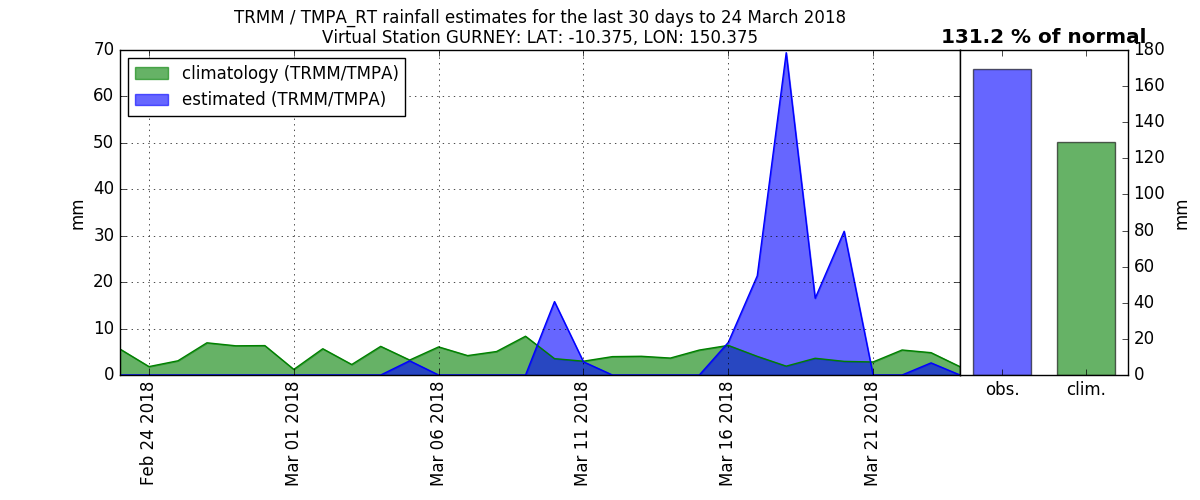 TRMM / TMPA_RT rainfall estimates for the last 30 days to 24 March 2018
Virtual Station GURNEY: LAT: -10.375, LON: 150.375
131.2 % of normal
climatology (TRMM/TMPA)
estimated (TRMM/TMPA)
70
60
50
40
30
20
10
0
mm
Feb 24 2018
Mar 01 2018
Mar 06 2018
Mar 11 2018
Mar 16 2018
Mar 21 2018
180
160
140
120
100
80
60
40
20
0
mm
obs.
clim.